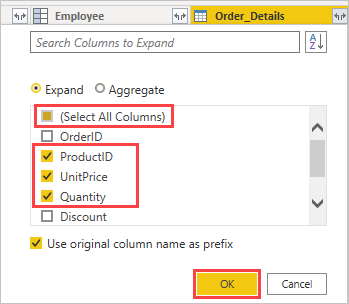 Employee Order_Details
Search Columns to Expand
A
Z
Expand Aggregate
(Select All Columns)
OrderID
ProductID
UnitPrice
Quantity
Discount
Use original column name as prefix
OK Cancel